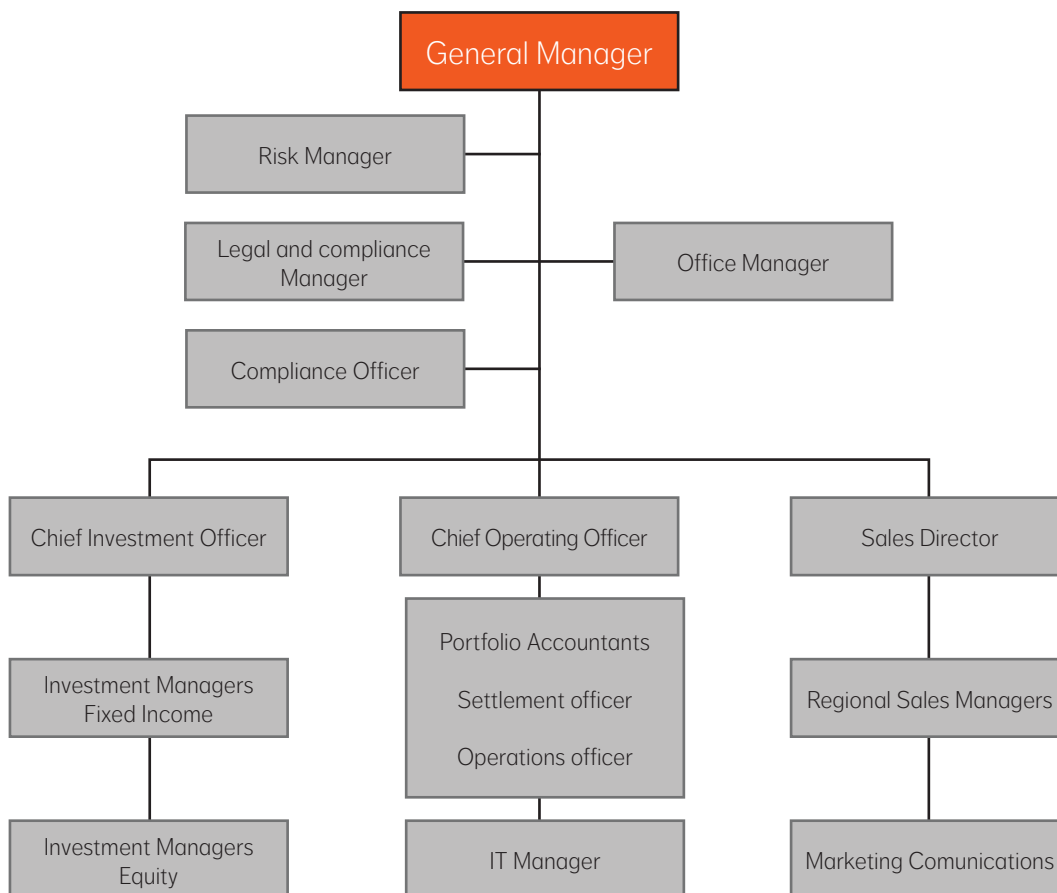 General Manager
Risk Manager
Legal and compliance
Manager
Office Manager
Compliance Officer
Chief Investment Officer
Chief Operating Officer
Sales Director
Portfolio Accountants
Settlement officer
Operations officer
Investment Managers
Fixed Income
Regional Sales Managers
Investment Managers
Equity
IT Manager
Marketing Comunications